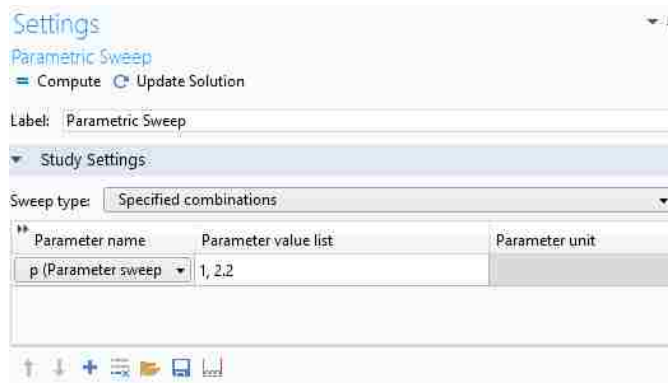 Settings
Parametric Sweep
= Compute Update Solution
Label: Parametric Sweep
Study Settings
Sweep type: Specified combinations
Parameter name Parameter value list Parameter unit
p (Parameter sweep 1, 2.2